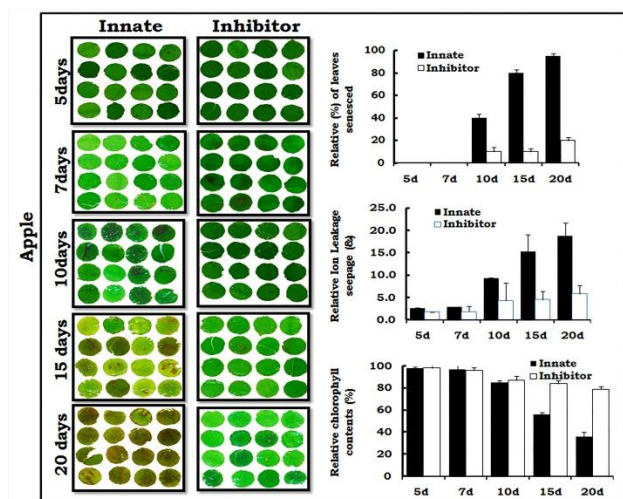 Innate
Inhibitor
Apple
5days
7days
10days
15 days
20 days
Relative (%) of leaves
senesced
100
80
60
40
20
0
Innate
Inhibitor
5d 7d 10d 15d 20d
Relative Ion Leakage
seepage (&)
25.0
20.0
15.0
10.0
5.0
0.0
Innate
Inhibitor
5d 7d 10d 15d 20d
Relative chlorophyll
contents (%)
100
80
60
40
20
0
Innate
Inhibitor
5d 7d 10d 15d 20d